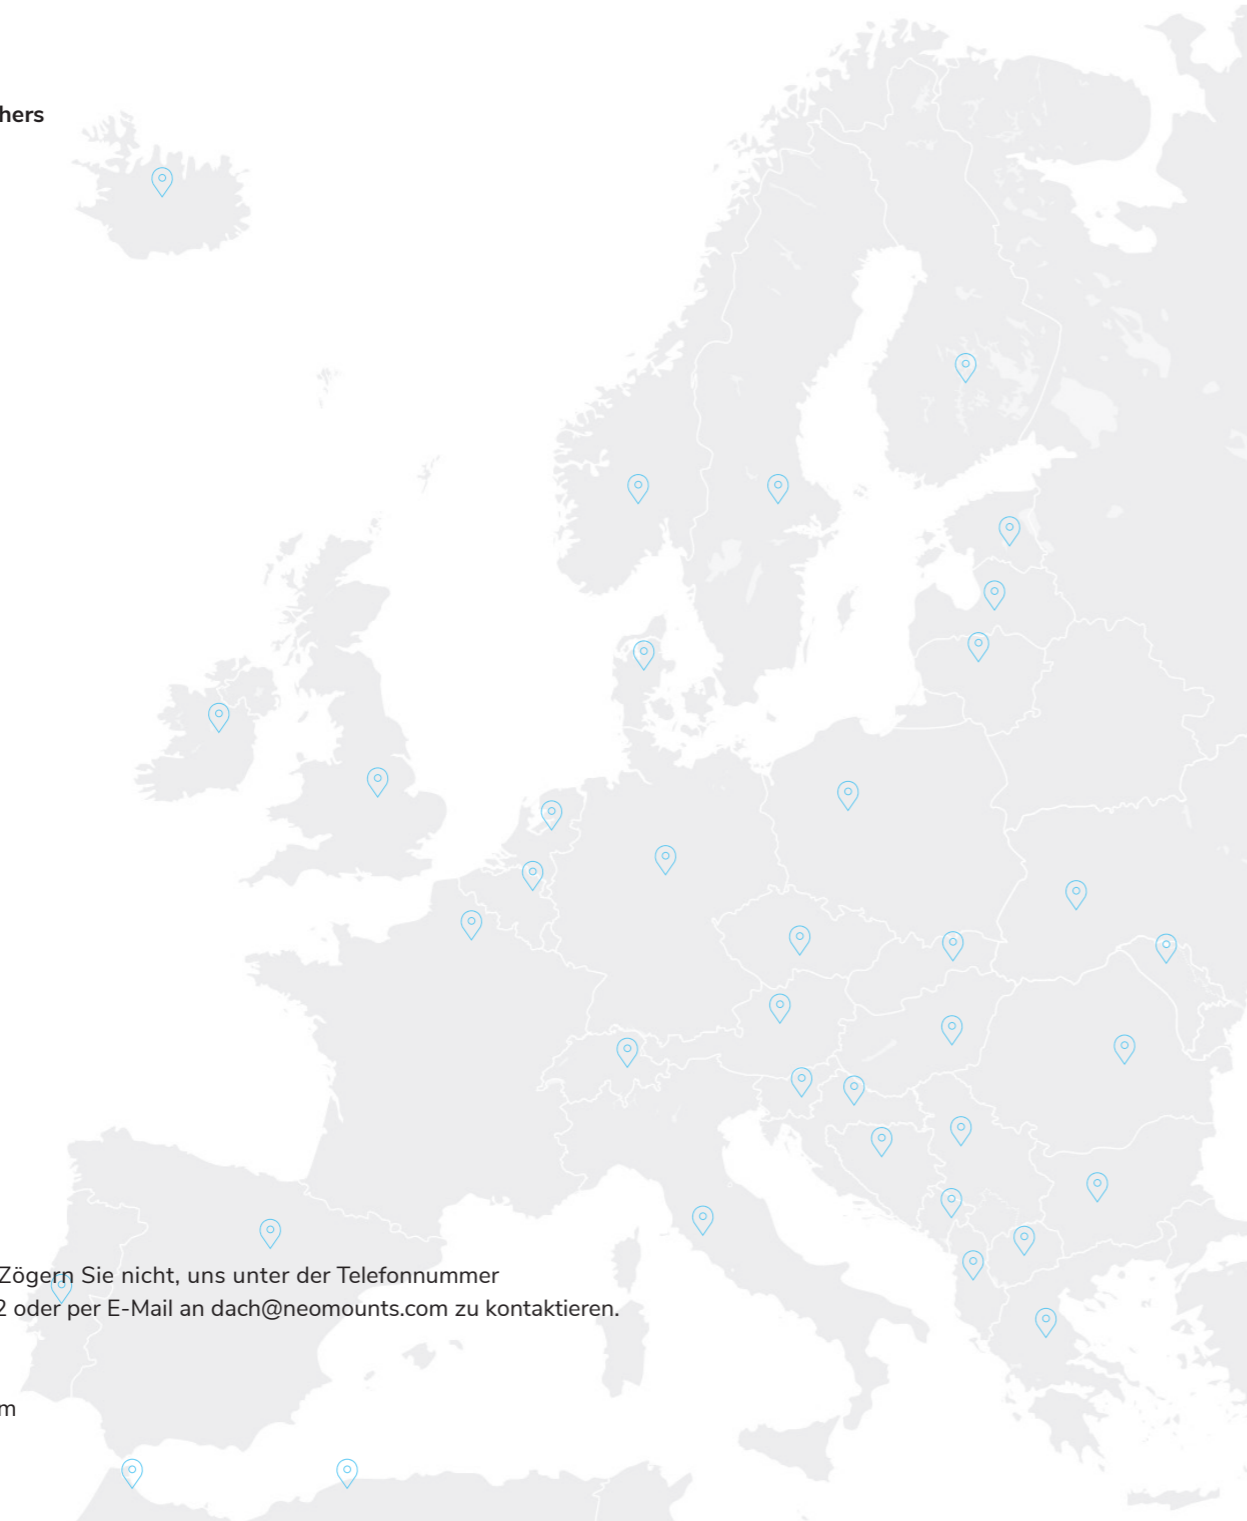 hers
Zögern Sie nicht, uns unter der Telefonnummer
2 oder per E-Mail an dach@neomounts.com zu kontaktieren.
m